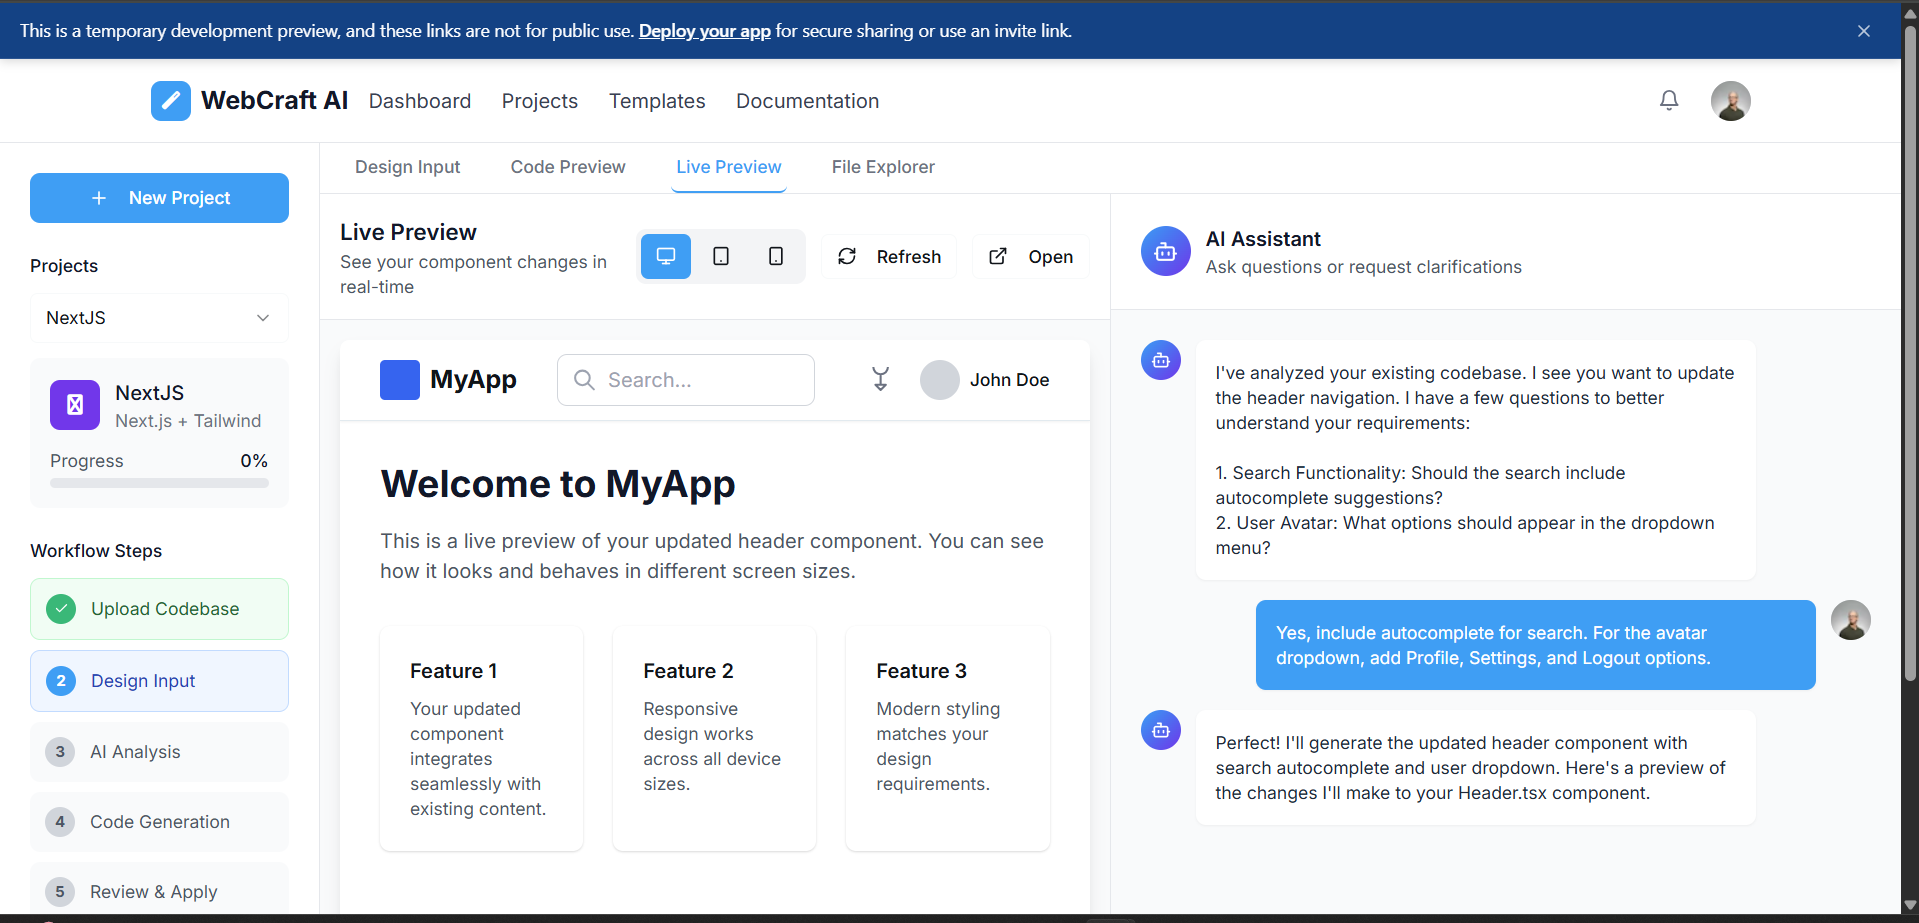 This is a temporary development preview, and these links are not for public use. Deploy your app for secure sharing or use an invite link.
WebCraft AI
Dashboard
Projects
Templates
Documentation
New Project
Projects
NextJS
NextJS
Next.js + Tailwind
Progress
0%
Workflow Steps
Upload Codebase
2
Design Input
3
AI Analysis
4
Code Generation
5
Review & Apply
Design Input
Code Preview
Live Preview
File Explorer
Live Preview
See your component changes in
real-time
Refresh
Open
MyApp
Search...
John Doe
Welcome to MyApp
This is a live preview of your updated header component. You can see
how it looks and behaves in different screen sizes.
Feature 1
Your updated
component
integrates
seamlessly with
existing content.
Feature 2
Responsive
design works
across all device
sizes.
Feature 3
Modern styling
matches your
design
requirements.
AI Assistant
Ask questions or request clarifications
I've analyzed your existing codebase. I see you want to update
the header navigation. I have a few questions to better
understand your requirements:
1. Search Functionality: Should the search include
autocomplete suggestions?
2. User Avatar: What options should appear in the dropdown
menu?
Yes, include autocomplete for search. For the avatar
dropdown, add Profile, Settings, and Logout options.
Perfect! I'll generate the updated header component with
search autocomplete and user dropdown. Here's a preview of
the changes I'll make to your Header.tsx component.